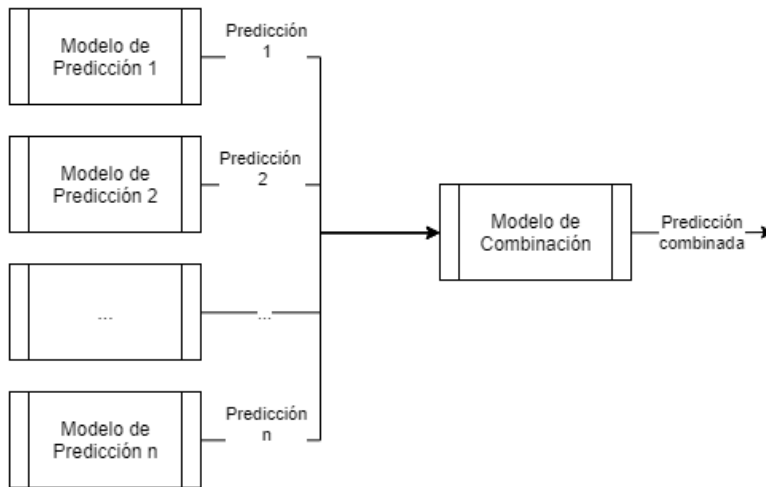 Modelo de
Predicción 1
Predicción
1
Modelo de
Predicción 2
Predicción
2
...
...
Modelo de
Predicción n
Predicción
n
Modelo de
Combinación
Predicción
combinada